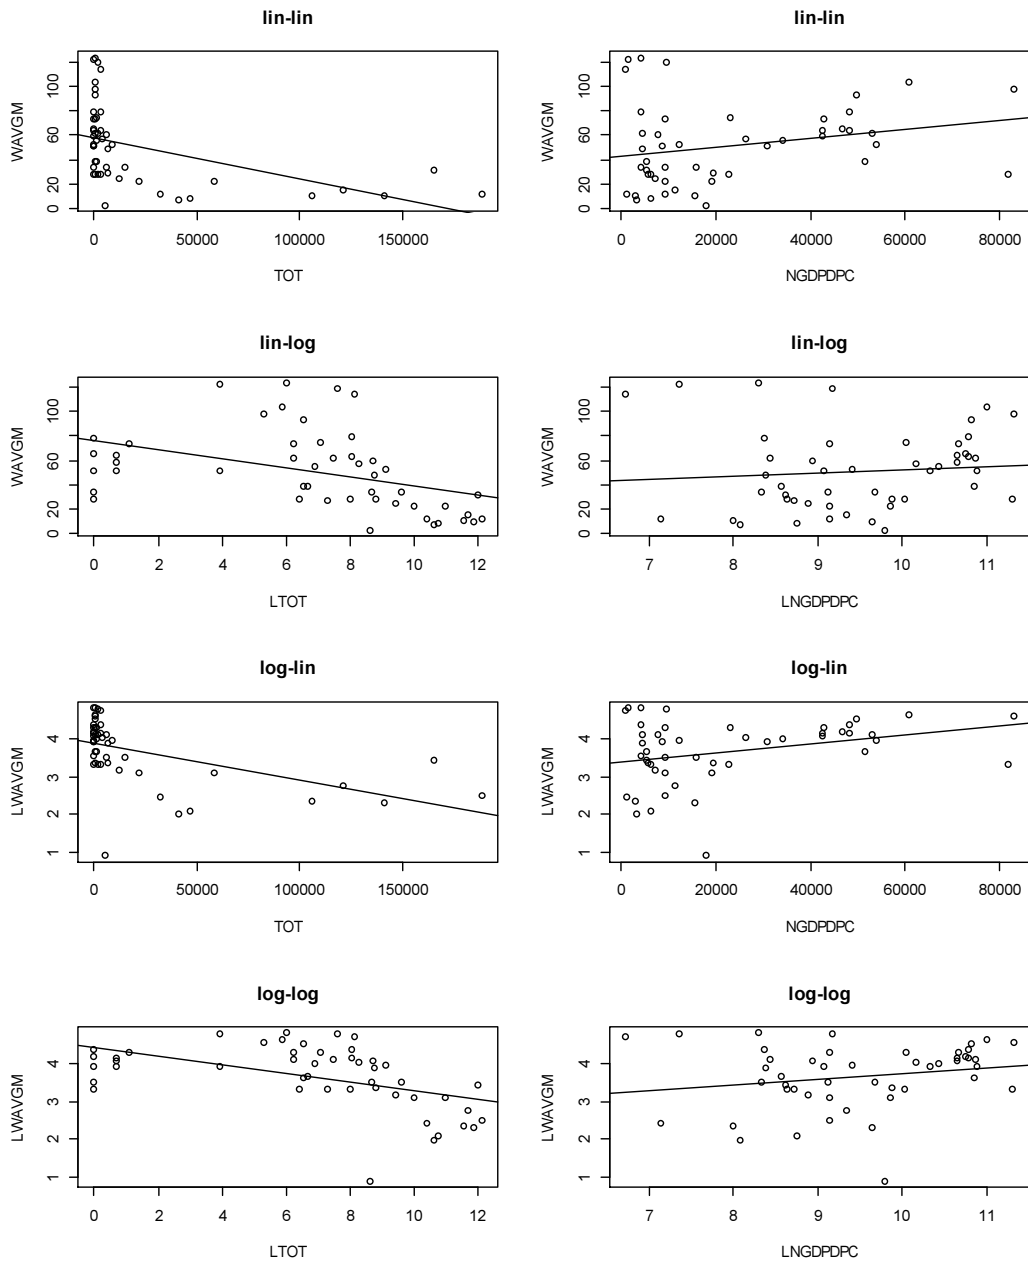 lin-lin
WAVGM
0 20 60 100
0 50000 100000 150000
TOT
lin-lin
WAVGM
0 20 60 100
0 20000 40000 60000 80000
NGDPDPC
lin-log
WAVGM
0 20 60 100
0 2 4 6 8 10 12
LTOT
lin-log
WAVGM
0 20 60 100
7 8 9 10 11
LNGDPDPC
log-lin
LWAVGM
1 2 3 4
0 50000 100000 150000
TOT
log-lin
LWAVGM
1 2 3 4
0 20000 40000 60000 80000
NGDPDPC
log-log
LWAVGM
1 2 3 4
0 2 4 6 8 10 12
LTOT
log-log
LWAVGM
1 2 3 4
7 8 9 10 11
LNGDPDPC